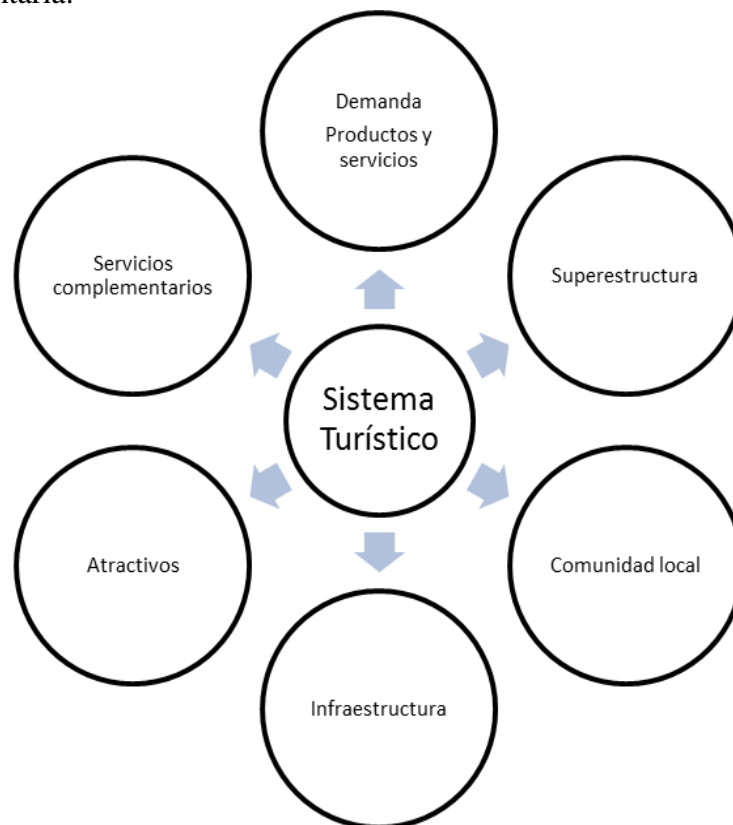 Demanda
Productos y
servicios
Servicios
complementarios
Superestructura
Sistema
Turístico
Atractivos
Comunidad local
Infraestructura